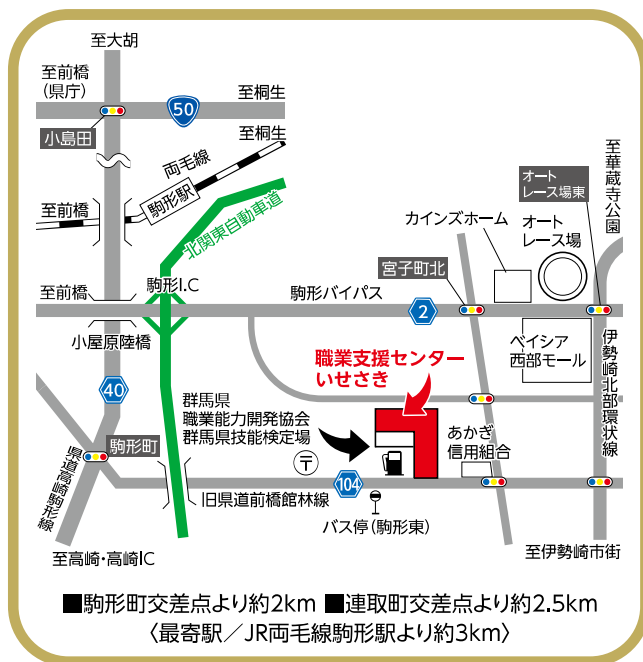 至大胡
至前橋
(県庁)
50
至桐生
小島田
至桐生
両毛線
駒形駅
至前橋
北関東自動車道
至華蔵寺公園
オート
レース場東
カインズホーム
オート
レース場
宮子町北
駒形I.C
至前橋
駒形バイパス
2
小屋原陸橋
ベイシア
西部モール
伊勢崎北部環状線
職業支援センター
いせさき
40
群馬県
職業能力開発協会
群馬県技能検定場
駒形町
あかぎ
信用組合
〒
県道高崎駒形線
旧県道前橋館林線
104
バス停(駒形東)
至高崎・高崎IC
至伊勢崎市街
■駒形町交差点より約2km ■連取町交差点より約2.5km
〈最寄駅/JR両毛線駒形駅より約3km〉